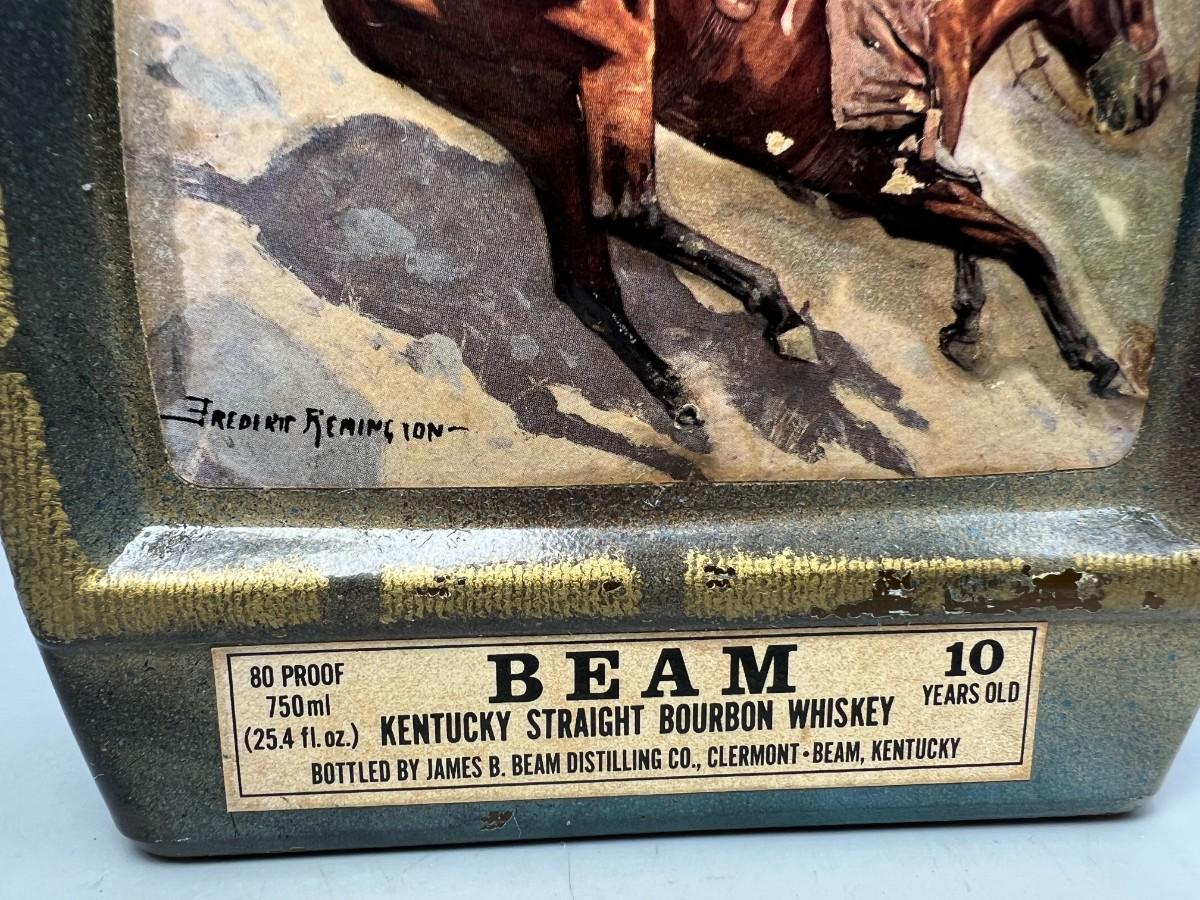 Frederic Remington-
BEAM
80 PROOF
750 ml
(25.4 fl. oz.)
KENTUCKY STRAIGHT BOURBON WHISKEY
10
YEARS OLD
BOTTLED BY JAMES B. BEAM DISTILLING CO., CLERMONT · BEAM, KENTUCKY